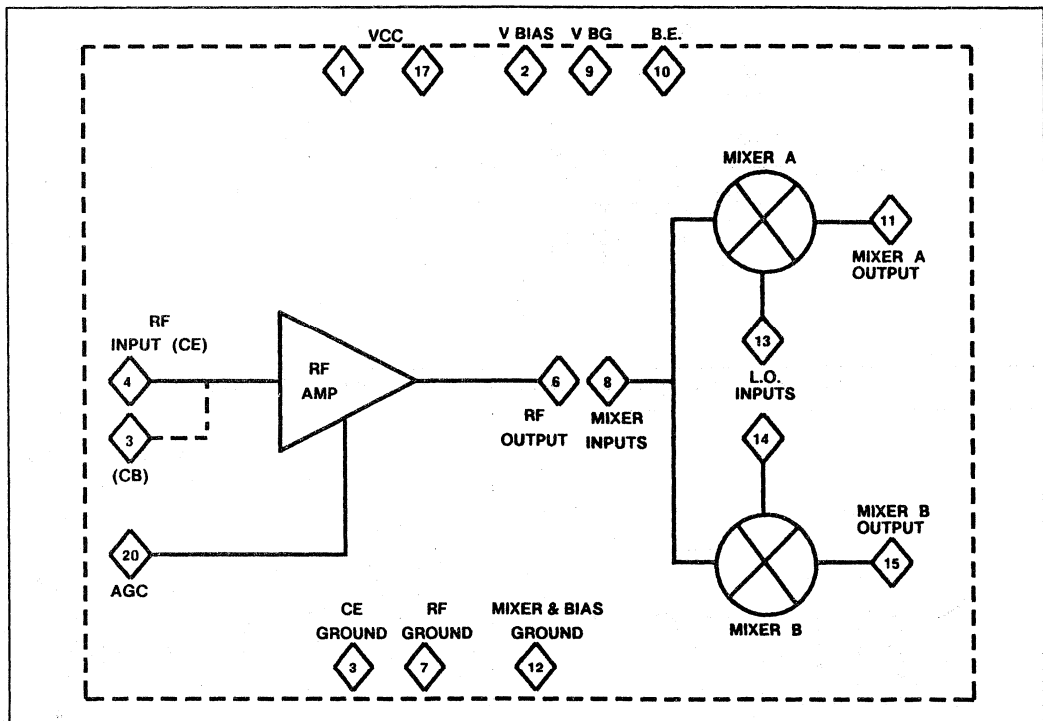 VCC
V BIAS
V BG
B.E.
1
17
2
9
10
MIXER A
11
MIXER A
OUTPUT
13
L.O.
INPUTS
14
RF
INPUT (CE)
4
3
(CB)
RF
AMP
6
RF
OUTPUT
8
MIXER
INPUTS
20
AGC
MIXER B
OUTPUT
15
MIXER B
CE
GROUND
3
RF
GROUND
7
MIXER & BIAS
GROUND
12